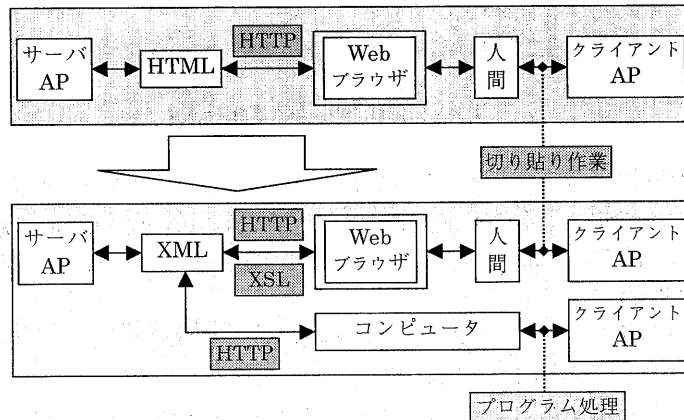 サーバ
AP
HTML
HTTP
Web
ブラウザ
人
間
クライアント
AP
切り貼り作業
サーバ
AP
XML
HTTP
XSL
Web
ブラウザ
人
間
クライアント
AP
HTTP
コンピュータ
クライアント
AP
プログラム処理